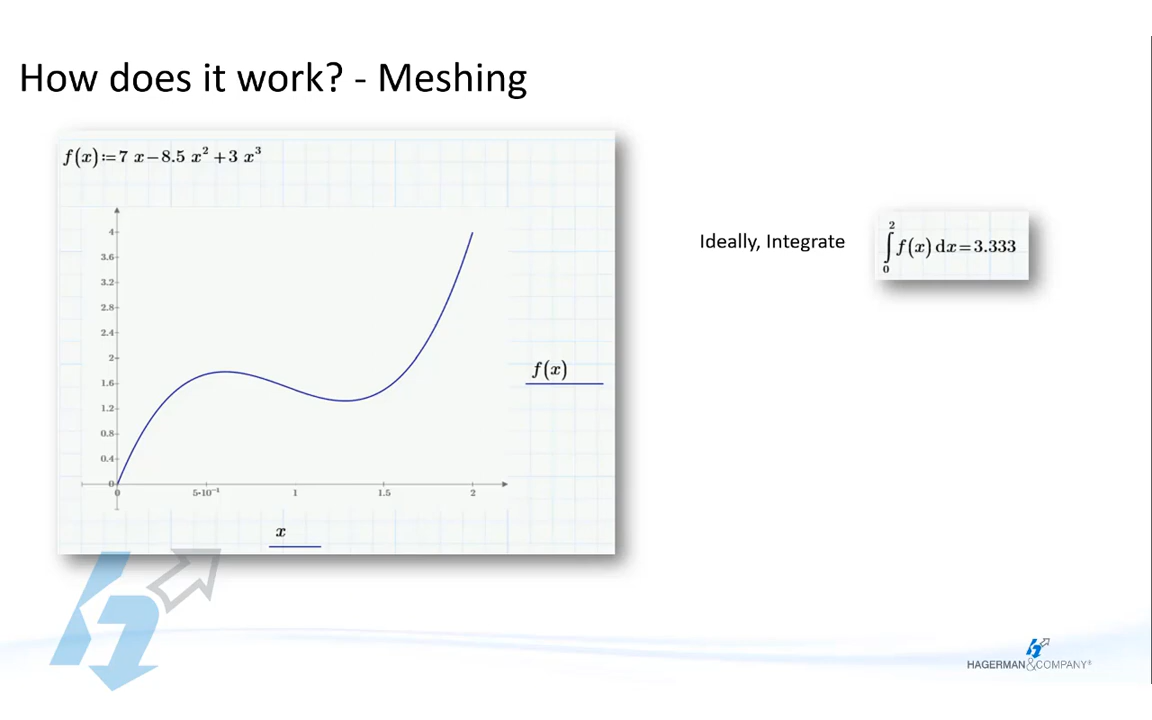 How does it work? - Meshing
f(x):=7 x−8.5 x² +3 x³
Ideally, Integrate
2
∫ f(x) dx=3.333
0
4
3.6
3.2
2.8
2.4
2
1.6
1.2
0.8
0.4
0
0 5·10⁻¹ 1 1.5 2
f(x)
x
HAGERMAN&COMPANY®